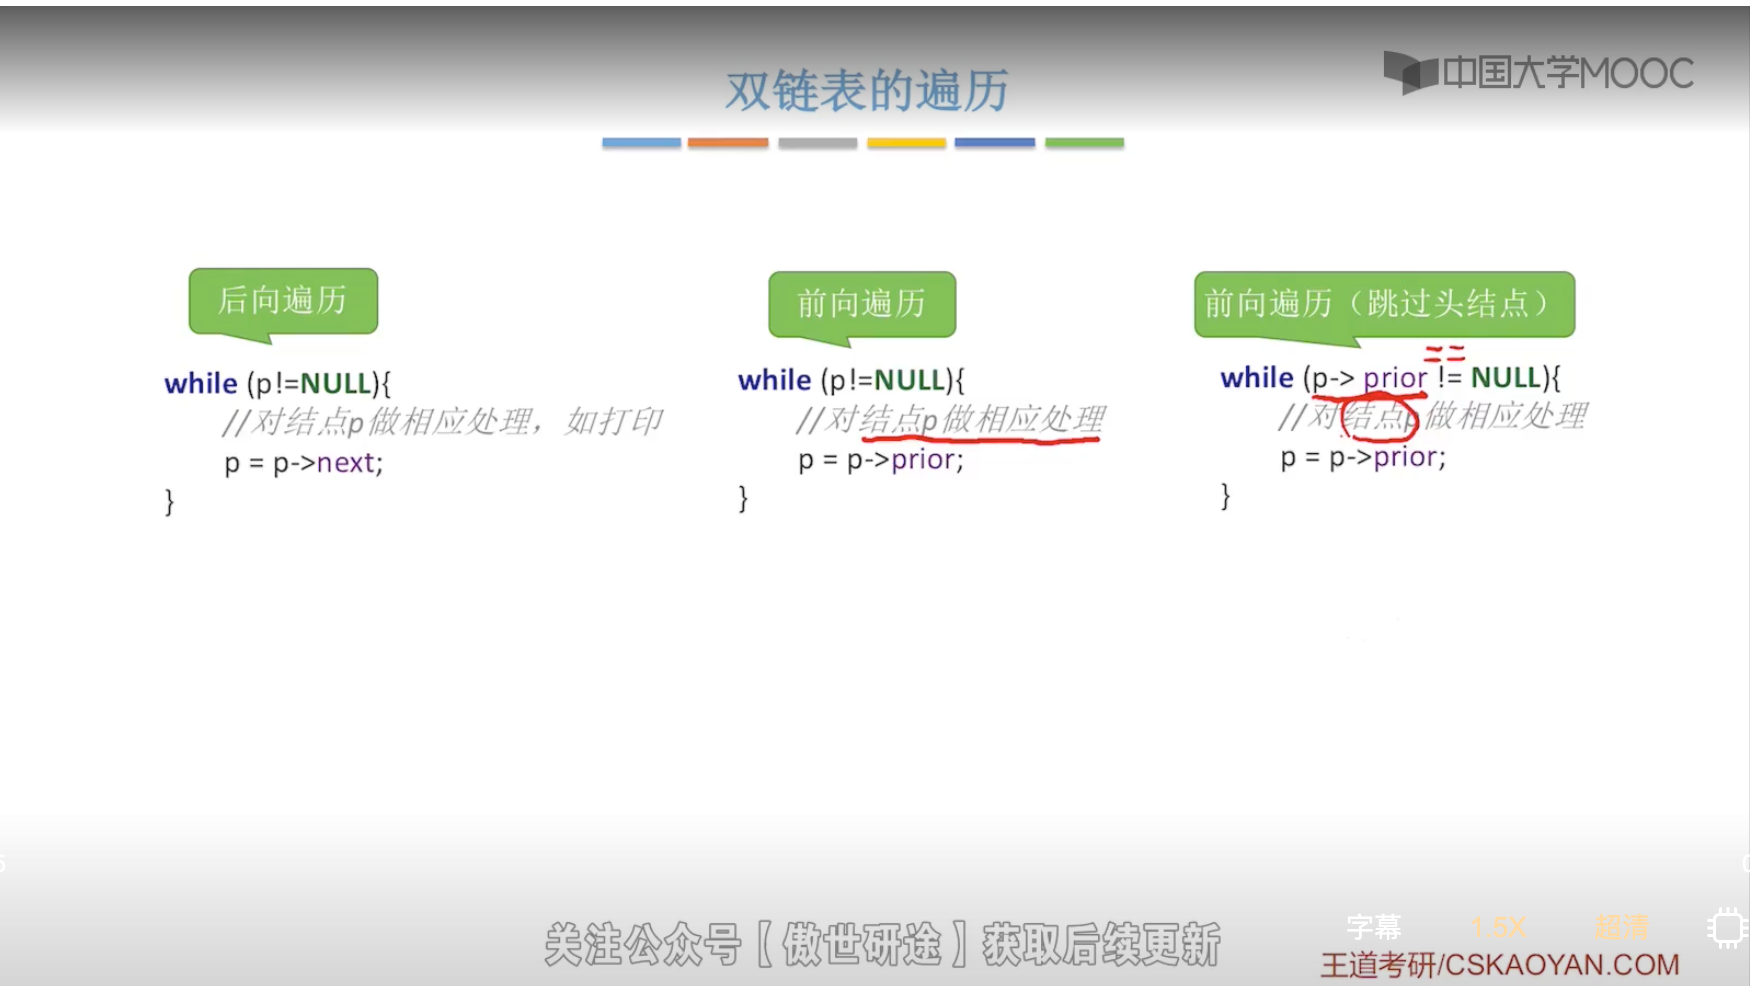 中国大学MOOC
双链表的遍历
后向遍历
while (p!=NULL){
//对结点p做相应处理，如打印
p = p->next;
}
前向遍历
while (p!=NULL){
//对结点p做相应处理
p = p->prior;
}
前向遍历（跳过头结点）
==
while (p-> prior != NULL){
//对结点p做相应处理
p = p->prior;
}
字幕 1.5X 超清
关注公众号【傲世研途】获取后续更新
王道考研/CSKAOYAN.COM